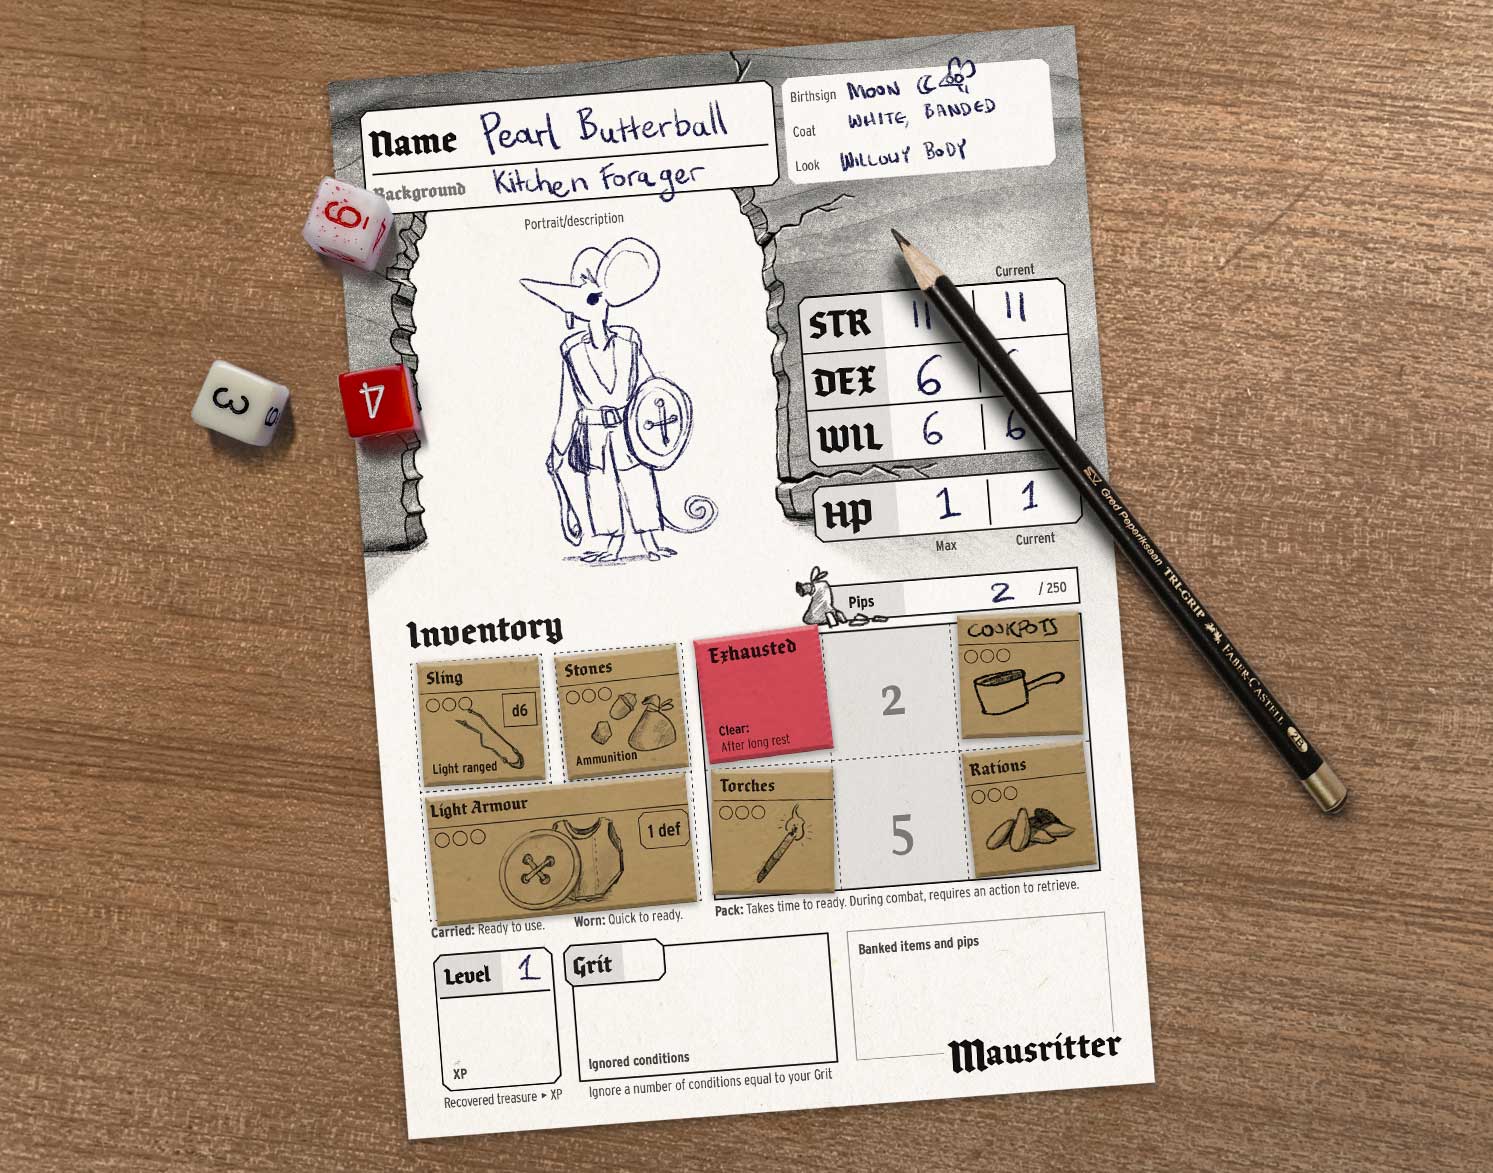 Name Pearl Butterball
Background Kitchen Forager
Birthsign MOON
Coat WHITE, BANDED
Look WILLOWY BODY
Portrait/description
6
4
3
6
4
Current
STR 11 11
DEX 6
WIL 6 6
HP 1 1
Max Current
Pips 2 / 250
Inventory
Sling
d6
Light ranged
Stones
Ammunition
Exhausted
Clear:
After long rest
2
COOKPOTS
Light Armour
1 def
Torches
5
Rations
Carried: Ready to use.
Worn: Quick to ready.
Pack: Takes time to ready. During combat, requires an action to retrieve.
Level 1
XP
Recovered treasure ▸ XP
Grit
Ignored conditions
Ignore a number of conditions equal to your Grit
Banked items and pips
Mausritter
S.V. Gred Peperiksaan TRI-GRIP FABER-CASTELL 2B